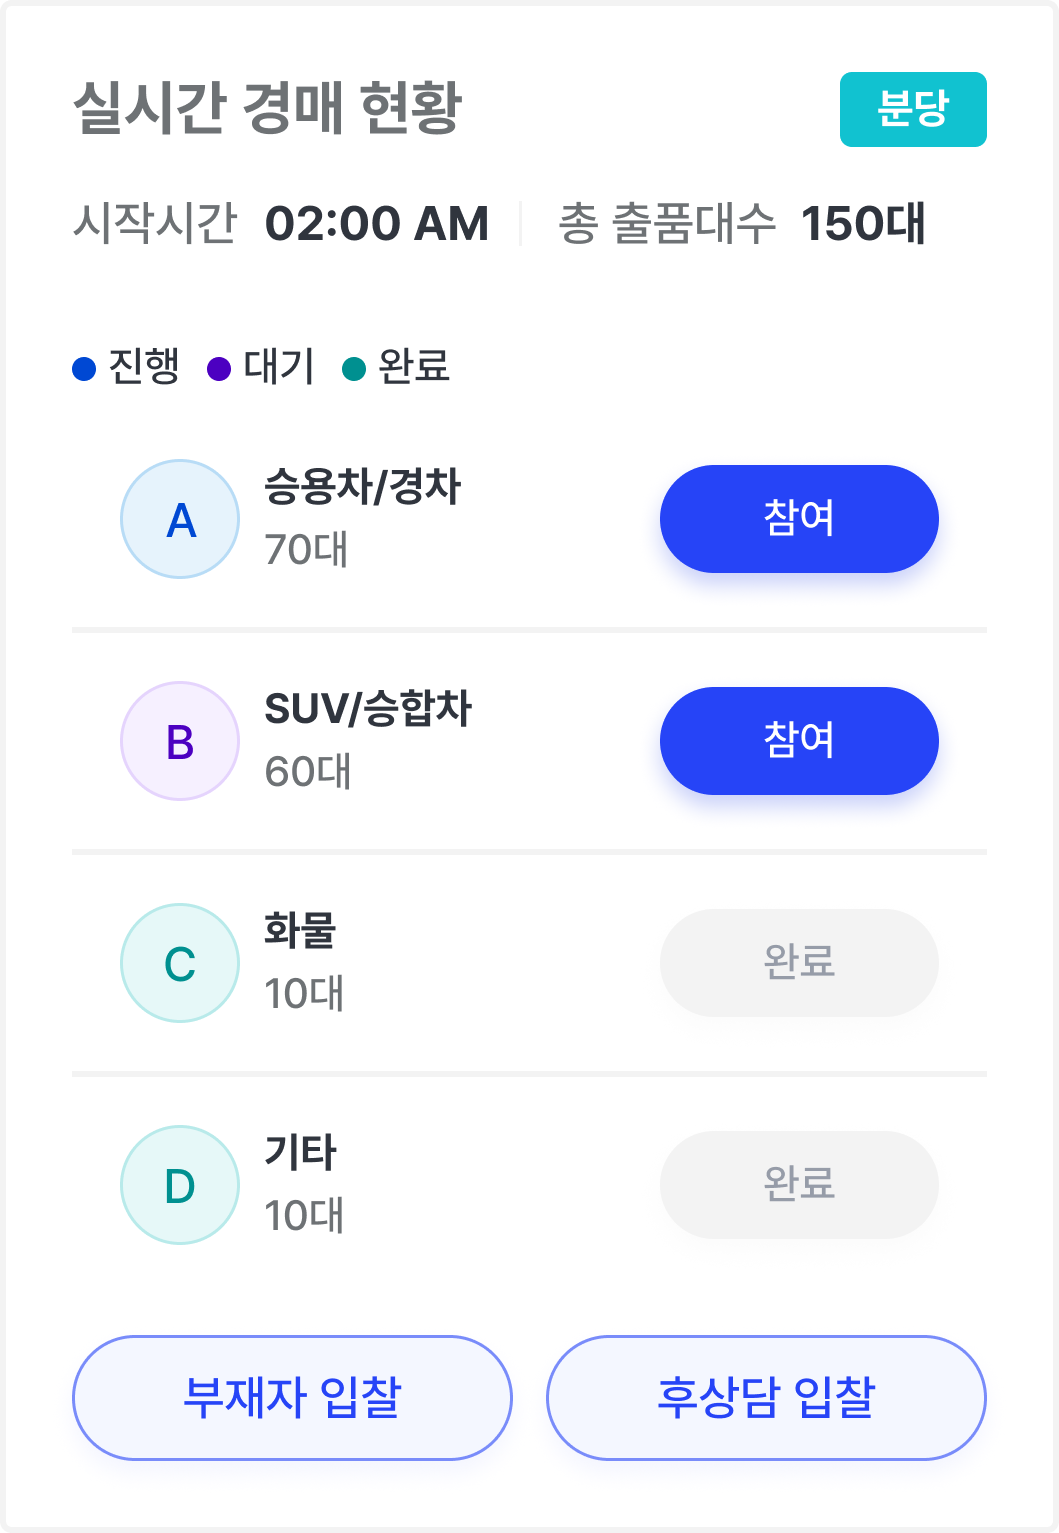 실시간 경매 현황
분당
시작시간 02:00 AM 총 출품대수 150대
진행 대기 완료
A
승용차/경차
70대
참여
B
SUV/승합차
60대
참여
C
화물
10대
완료
D
기타
10대
완료
부재자 입찰
후상담 입찰